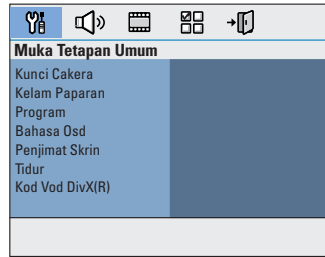 Muka Tetapan Umum
Kunci Cakera
Kelam Paparan
Program
Bahasa Osd
Penjimat Skrin
Tidur
Kod Vod DivX(R)